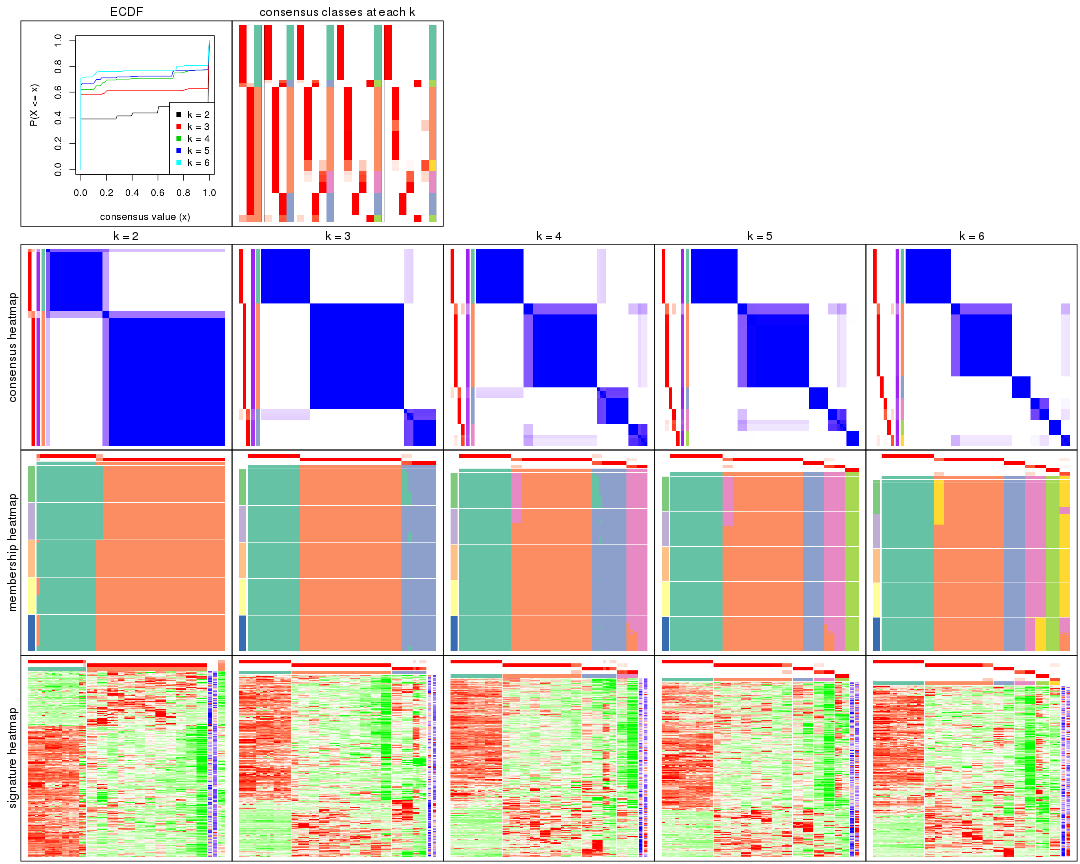 ECDF
consensus classes at each k
P(X <= x)
0.0
0.2
0.4
0.6
0.8
1.0
k = 2
k = 3
k = 4
k = 5
k = 6
0.0 0.2 0.4 0.6 0.8 1.0
consensus value (x)
k = 2
k = 3
k = 4
k = 5
k = 6
consensus heatmap
membership heatmap
signature heatmap